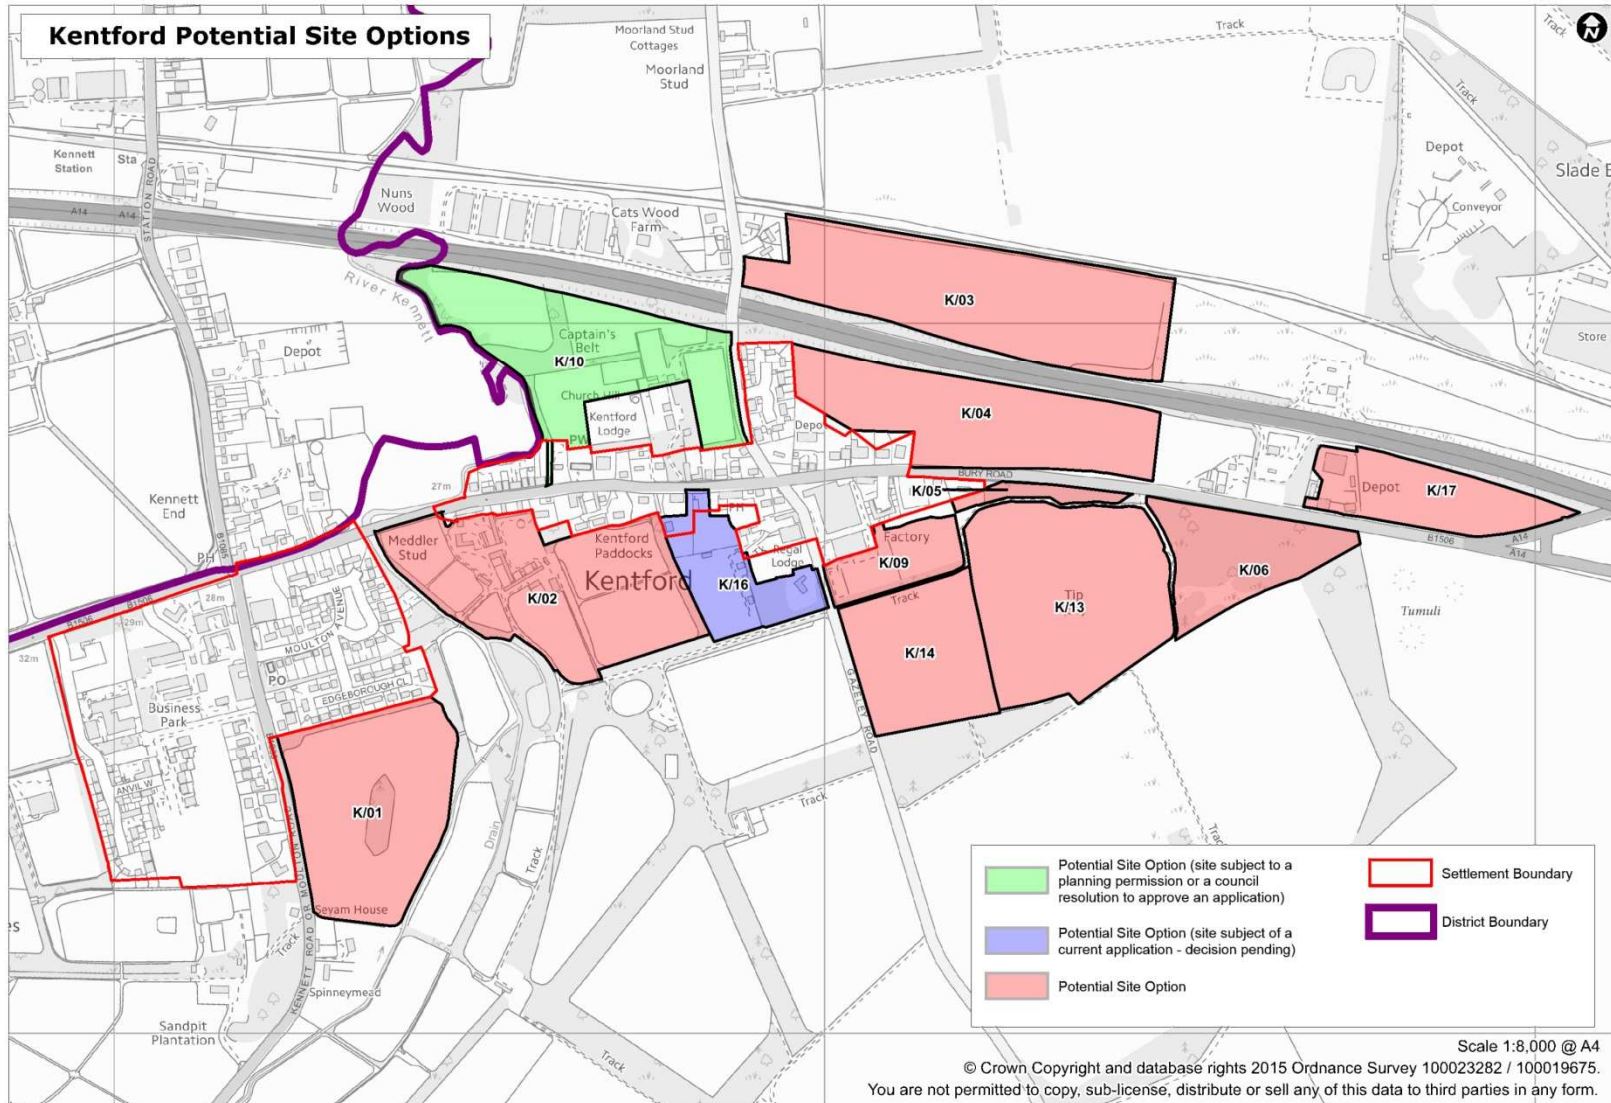 Kentford Potential Site Options
N
Moorland Stud
Cottages
Moorland
Stud
Track
Track
Track
Kennett
Station
Sta
STATION ROAD
Nuns
Wood
Cats Wood
Farm
Depot
Conveyor
Slade
Store
A14
A14
River Kennett
K/03
Captain's
Belt
K/10
Church Hill
Kentford
Lodge
PW
Depot
K/04
Depot
27m
BURY ROAD
K/05
PH
Depot
K/17
B1506
A14
A14
Kennett
End
PH
B1085
Meddler
Stud
Kentford
Paddocks
Kentford
K/02
K/16
Regal
Lodge
Factory
K/09
Track
K/14
Tip
K/13
K/06
Tumuli
B1506
B1506
28m
29m
32m
MOULTON AVENUE
PO
EDGEBOROUGH CL
Business
Park
ANVIL W
K/01
Seyam House
KENNETT ROAD OR MOULTON ROAD
Track
Drain
Track
Track
Track
Track
GAZELEY ROAD
Spinneymead
Sandpit
Plantation
es
Potential Site Option (site subject to a
planning permission or a council
resolution to approve an application)
Potential Site Option (site subject of a
current application - decision pending)
Potential Site Option
Settlement Boundary
District Boundary
Scale 1:8,000 @ A4
© Crown Copyright and database rights 2015 Ordnance Survey 100023282 / 100019675.
You are not permitted to copy, sub-license, distribute or sell any of this data to third parties in any form.